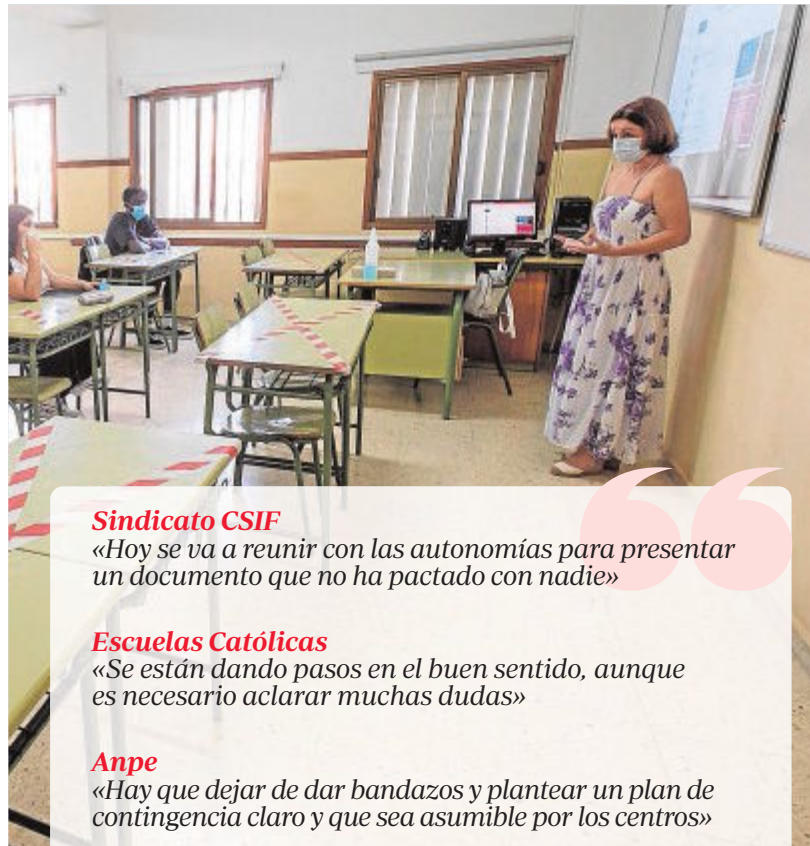 Sindicato CSIF
«Hoy se va a reunir con las autonomías para presentar
un documento que no ha pactado con nadie»
Escuelas Católicas
«Se están dando pasos en el buen sentido, aunque
es necesario aclarar muchas dudas»
Anpe
«Hay que dejar de dar bandazos y plantear un plan de
contingencia claro y que sea asumible por los centros»